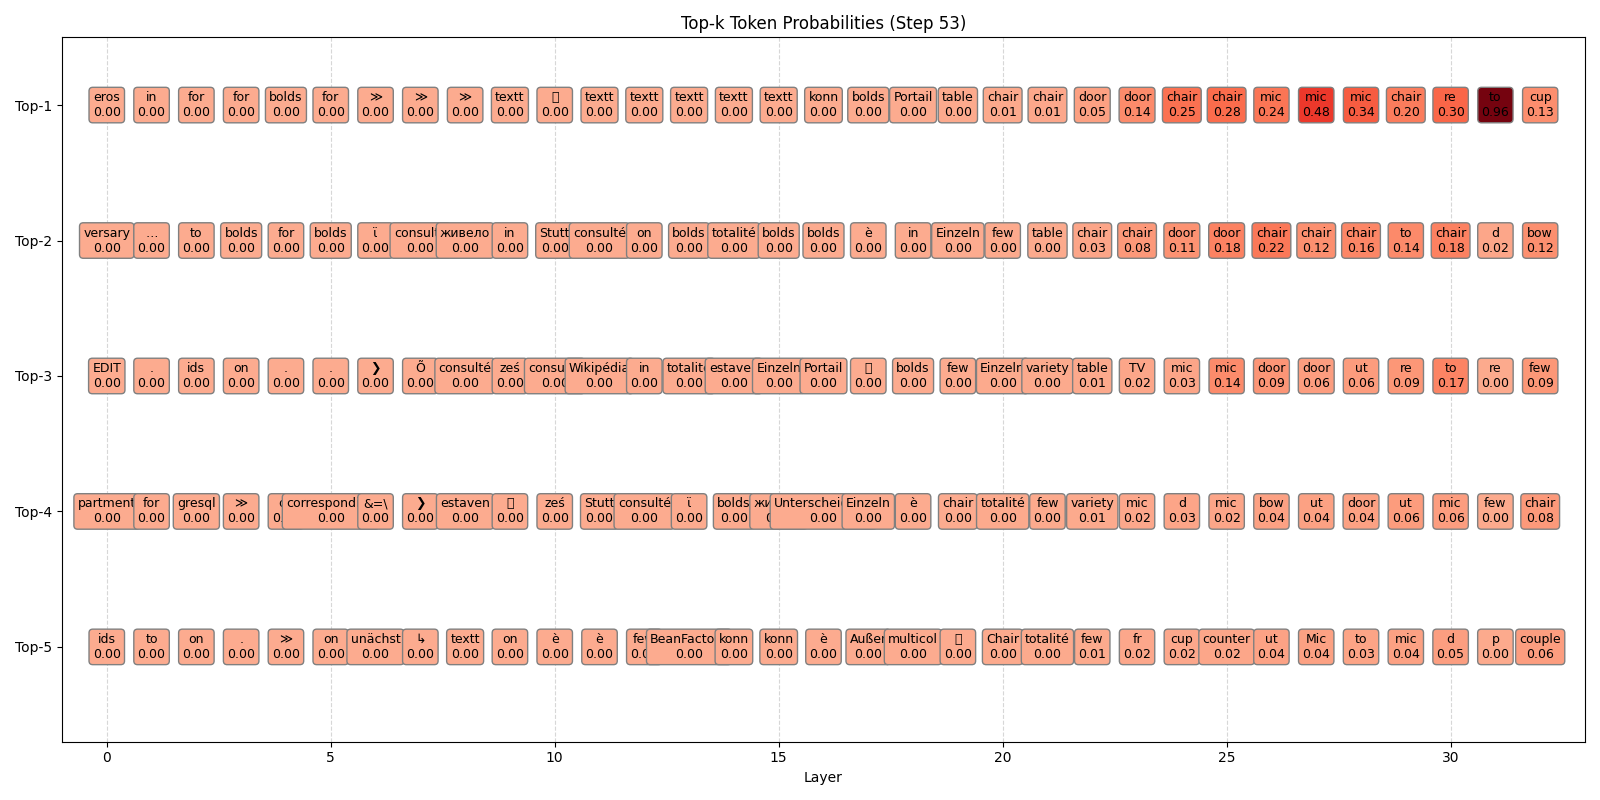 Top-k Token Probabilities (Step 53)
Top-1
eros in for for bolds for ≫ ≫ ≫ textt textt textt textt textt textt konn bolds Portail table chair chair door door chair chair mic mic mic chair re to cup
0.00 0.00 0.00 0.00 0.00 0.00 0.00 0.00 0.00 0.00 0.00 0.00 0.00 0.00 0.00 0.00 0.00 0.00 0.00 0.00 0.01 0.01 0.05 0.14 0.25 0.28 0.24 0.48 0.34 0.20 0.30 0.96 0.13
Top-2
versary … to bolds for bolds ї живело in Stutt consulté on bolds totalité bolds bolds è in Einzeln few table chair chair door door chair chair chair to chair d bow
0.00 0.00 0.00 0.00 0.00 0.00 0.00 0.00 0.00 0.00 0.00 0.00 0.00 0.00 0.00 0.00 0.00 0.00 0.00 0.00 0.00 0.00 0.03 0.08 0.11 0.18 0.22 0.12 0.16 0.14 0.18 0.02 0.12
Top-3
EDIT . ids on . . ❯ Õ consulté ześ Wikipédia in estave Einzeln Portail bolds few Einzeln variety table TV mic mic door door ut re to re few
0.00 0.00 0.00 0.00 0.00 0.00 0.00 0.00 0.00 0.00 0.00 0.00 0.00 0.00 0.00 0.00 0.00 0.00 0.00 0.00 0.00 0.01 0.02 0.03 0.14 0.09 0.06 0.06 0.09 0.17 0.00 0.09
Top-4
partment for gresql ≫ correspond &=\ ❯ estaven ześ Stutt consulté ї bolds Unterschei Einzeln è chair totalité few variety mic d mic bow ut door ut mic few chair
0.00 0.00 0.00 0.00 0.00 0.00 0.00 0.00 0.00 0.00 0.00 0.00 0.00 0.00 0.00 0.00 0.00 0.00 0.00 0.00 0.01 0.02 0.03 0.02 0.04 0.04 0.04 0.06 0.06 0.00 0.08
Top-5
ids to on . ≫ on unächst ↳ textt on è è BeanFacto konn konn è Außer multicol Chair totalité few fr cup counter ut Mic to mic d p couple
0.00 0.00 0.00 0.00 0.00 0.00 0.00 0.00 0.00 0.00 0.00 0.00 0.00 0.00 0.00 0.00 0.00 0.00 0.00 0.00 0.00 0.01 0.02 0.02 0.02 0.04 0.04 0.03 0.04 0.05 0.00 0.06
0 5 10 15 20 25 30
Layer